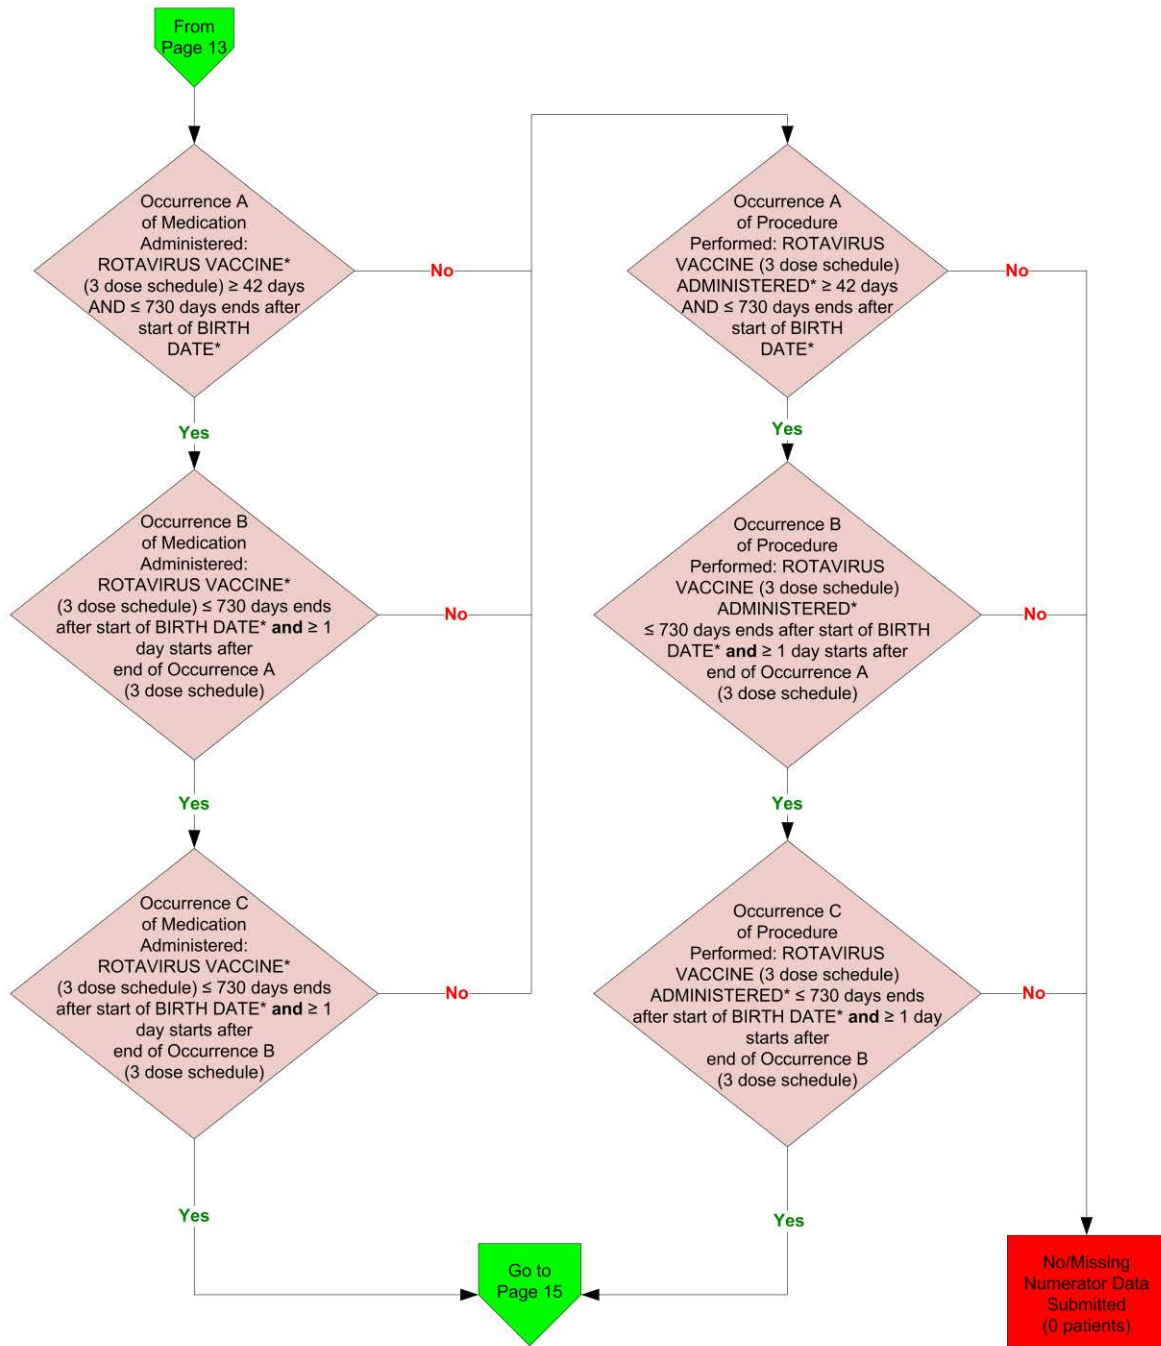 From
Page 13
Occurrence A
of Medication
Administered:
ROTAVIRUS VACCINE*
(3 dose schedule) ≥ 42 days
AND ≤ 730 days ends after
start of BIRTH
DATE*
No
Yes
Occurrence B
of Medication
Administered:
ROTAVIRUS VACCINE*
(3 dose schedule) ≤ 730 days ends
after start of BIRTH DATE* and ≥ 1
day starts after
end of Occurrence A
(3 dose schedule)
No
Yes
Occurrence C
of Medication
Administered:
ROTAVIRUS VACCINE*
(3 dose schedule) ≤ 730 days ends
after start of BIRTH DATE* and ≥ 1
day starts after
end of Occurrence B
(3 dose schedule)
No
Yes
Occurrence A
of Procedure
Performed: ROTAVIRUS
VACCINE (3 dose schedule)
ADMINISTERED* ≥ 42 days
AND ≤ 730 days ends after
start of BIRTH
DATE*
No
Yes
Occurrence B
of Procedure
Performed: ROTAVIRUS
VACCINE (3 dose schedule)
ADMINISTERED*
≤ 730 days ends after start of BIRTH
DATE* and ≥ 1 day starts after
end of Occurrence A
(3 dose schedule)
No
Yes
Occurrence C
of Procedure
Performed: ROTAVIRUS
VACCINE (3 dose schedule)
ADMINISTERED* ≤ 730 days ends
after start of BIRTH DATE* and ≥ 1 day
starts after
end of Occurrence B
(3 dose schedule)
No
Yes
Go to
Page 15
No/Missing
Numerator Data
Submitted
(0 patients)